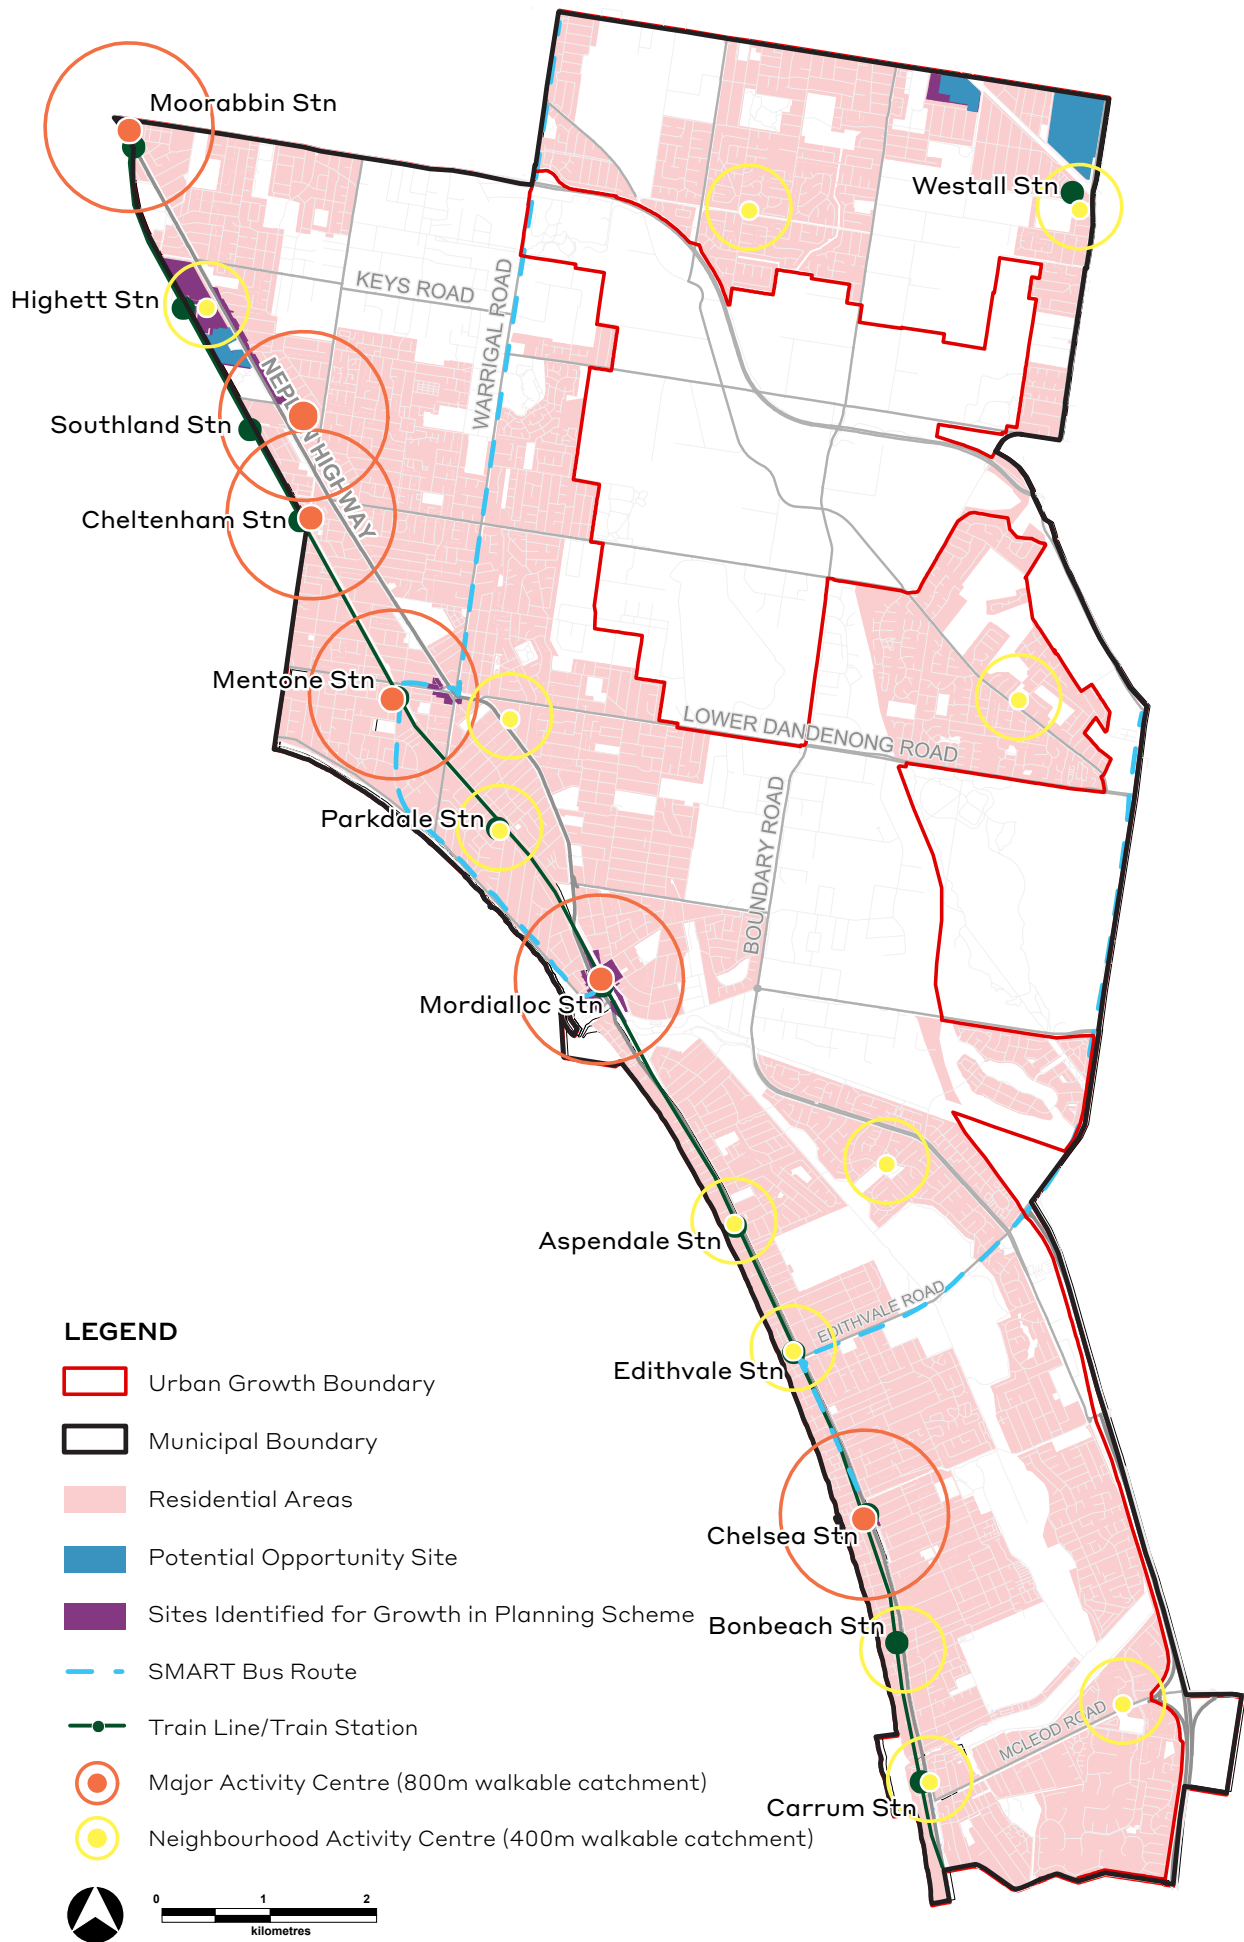 Moorabbin Stn
Westall Stn
KEYS ROAD
WARRIGAL ROAD
Highett Stn
Southland Stn
HIGHWAY
Cheltenham Stn
Mentone Stn
LOWER DANDENONG ROAD
Parkdale Stn
BOUNDARY ROAD
Mordialloc Stn
Aspendale Stn
EDITHVALE ROAD
Edithvale Stn
Chelsea Stn
Bonbeach Stn
MCLEOD ROAD
Carrum Stn
LEGEND
Urban Growth Boundary
Municipal Boundary
Residential Areas
Potential Opportunity Site
Sites Identified for Growth in Planning Scheme
SMART Bus Route
Train Line/Train Station
Major Activity Centre (800m walkable catchment)
Neighbourhood Activity Centre (400m walkable catchment)
0 1 2
kilometres